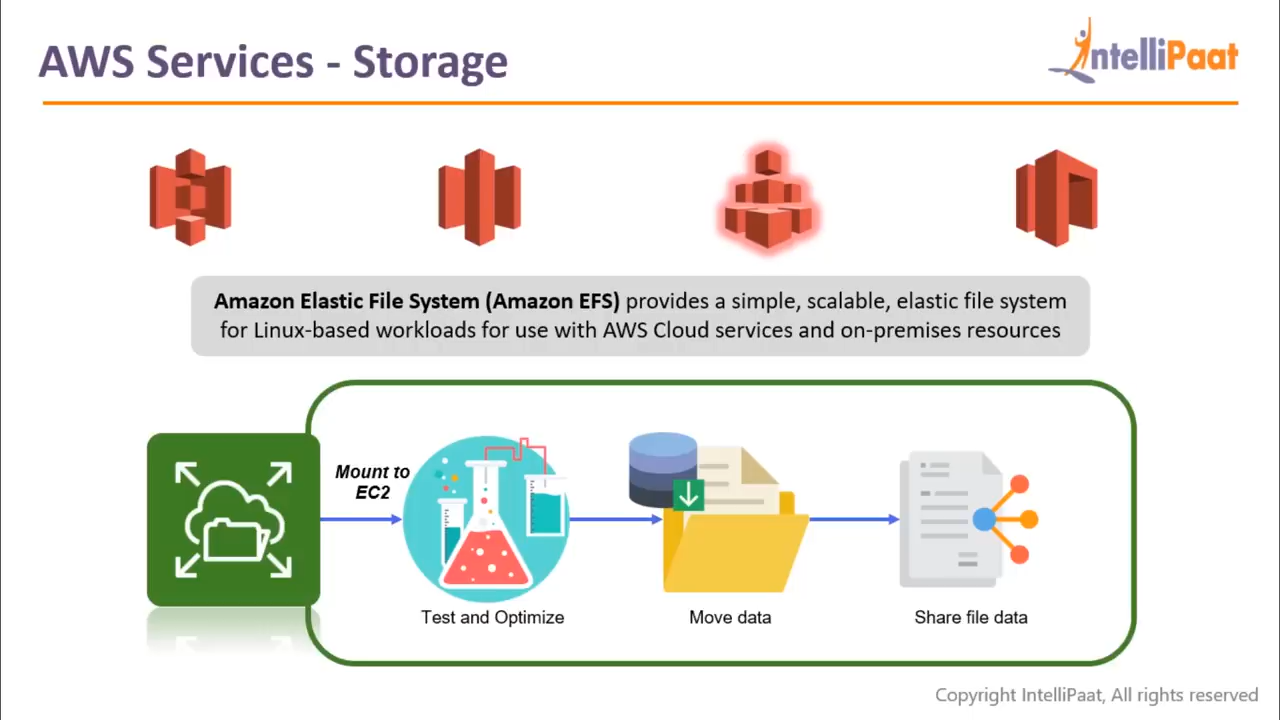 AWS Services - Storage
IntelliPaat
Amazon Elastic File System (Amazon EFS) provides a simple, scalable, elastic file system
for Linux-based workloads for use with AWS Cloud services and on-premises resources
Mount to
EC2
Test and Optimize
Move data
Share file data
Copyright IntelliPaat, All rights reserved